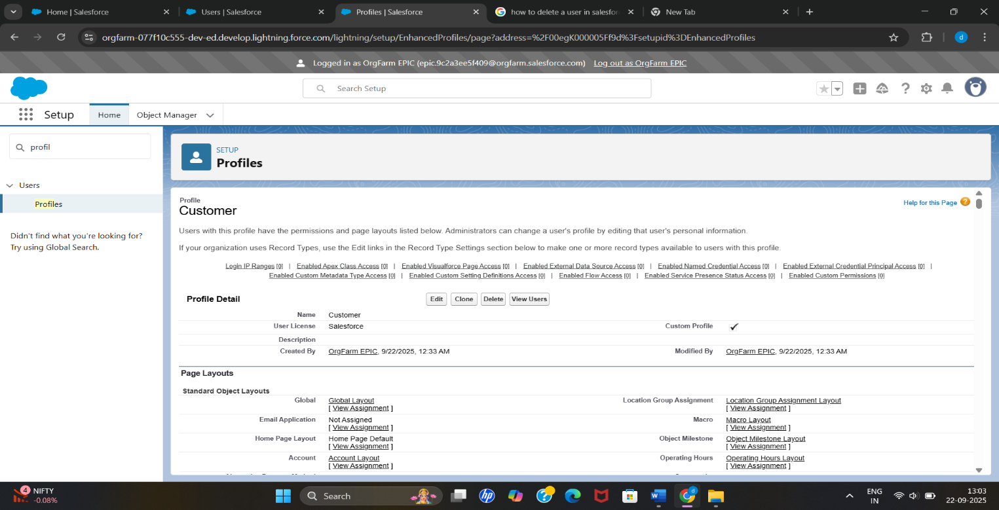 Home | Salesforce
Users | Salesforce
Profiles | Salesforce
how to delete a user in salesfor
New Tab
orgfarm-077f10c555-dev-ed.develop.lightning.force.com/lightning/setup/EnhancedProfiles/page?address=%2F00egK000005Ff9d%3Fsetupid%3DEnhancedProfiles
d
Logged in as OrgFarm EPIC (epic.9c2a3ee5f409@orgfarm.salesforce.com) Log out as OrgFarm EPIC
Search Setup
Setup Home Object Manager
profil
Users
Profiles
Didn't find what you're looking for?
Try using Global Search.
SETUP
Profiles
Profile
Customer
Help for this Page
Users with this profile have the permissions and page layouts listed below. Administrators can change a user's profile by editing that user's personal information.
If your organization uses Record Types, use the Edit links in the Record Type Settings section below to make one or more record types available to users with this profile.
Login IP Ranges [0] | Enabled Apex Class Access [0] | Enabled Visualforce Page Access [0] | Enabled External Data Source Access [0] | Enabled Named Credential Access [0] | Enabled External Credential Principal Access [0] |
Enabled Custom Metadata Type Access [0] | Enabled Custom Setting Definitions Access [0] | Enabled Flow Access [0] | Enabled Service Presence Status Access [0] | Enabled Custom Permissions [0]
Profile Detail Edit Clone Delete View Users
Name Customer
User License Salesforce Custom Profile
Description
Created By OrgFarm EPIC, 9/22/2025, 12:33 AM Modified By OrgFarm EPIC, 9/22/2025, 12:33 AM
Page Layouts
Standard Object Layouts
Global Global Layout Location Group Assignment Location Group Assignment Layout
[ View Assignment ] [ View Assignment ]
Email Application Not Assigned Macro Macro Layout
[ View Assignment ] [ View Assignment ]
Home Page Layout Home Page Default Object Milestone Object Milestone Layout
[ View Assignment ] [ View Assignment ]
Account Account Layout Operating Hours Operating Hours Layout
[ View Assignment ] [ View Assignment ]
4 NIFTY
-0.08%
Search
hp
W
d
ENG
IN
13:03
22-09-2025